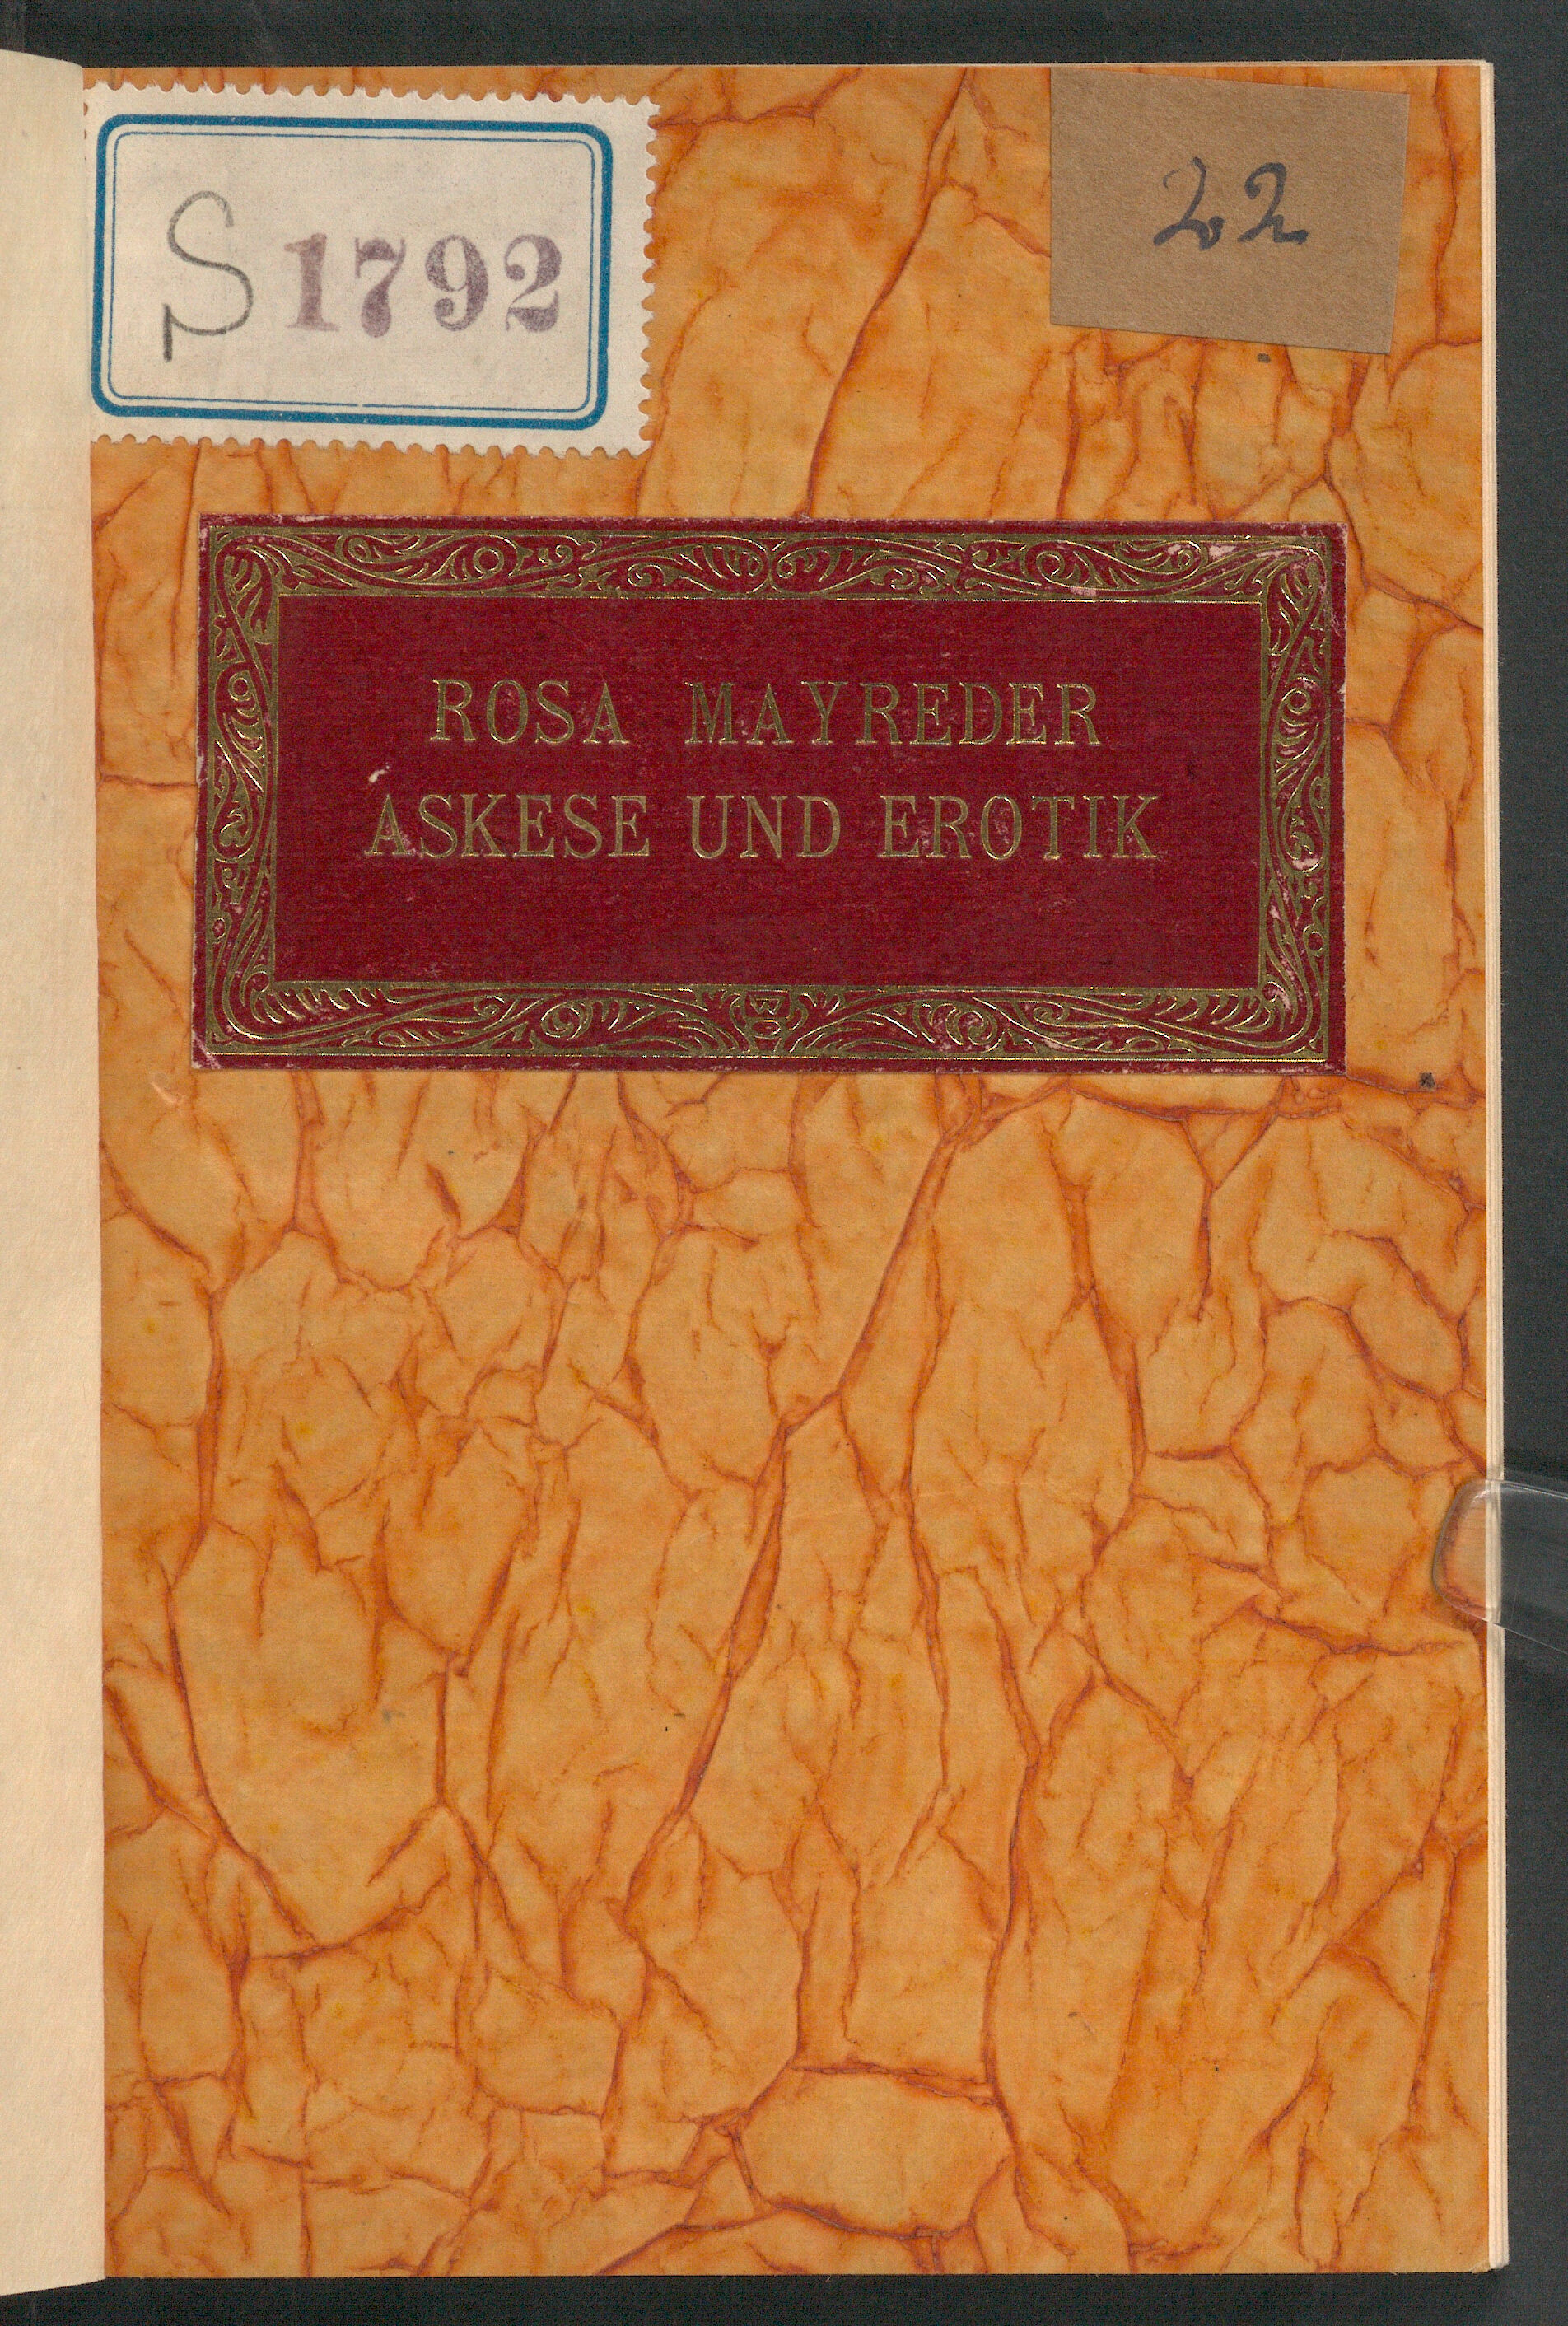 S 1792
22
ROSA MAYREDER
ASKESE UND EROTIK